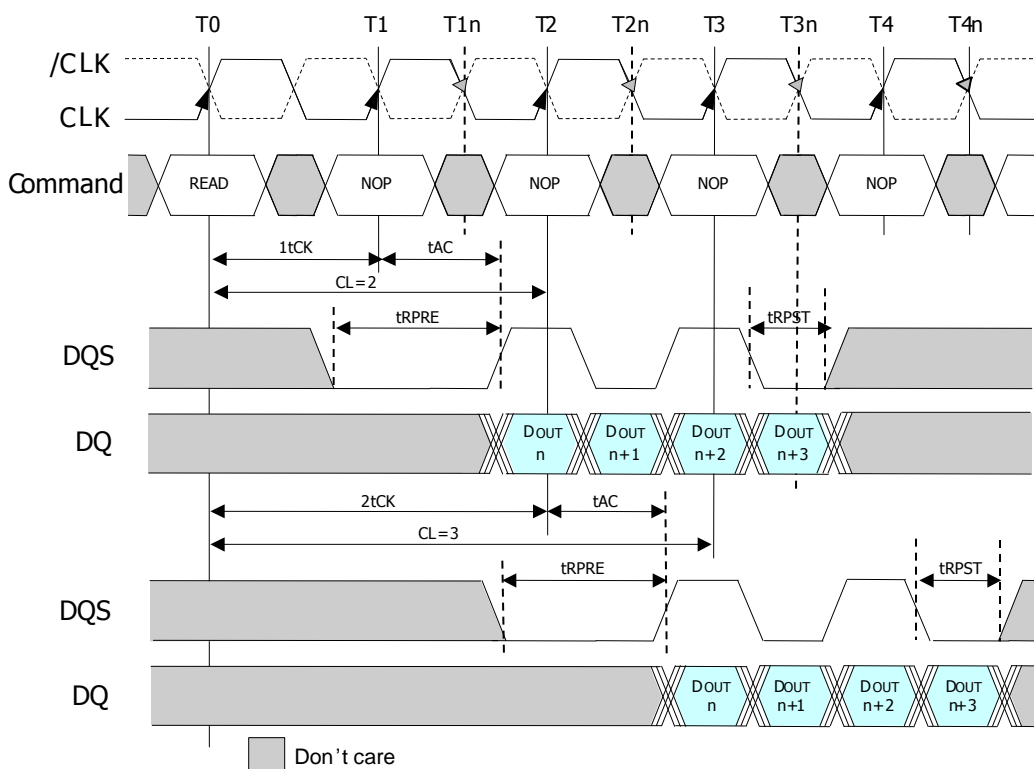 T0 T1 T1n T2 T2n T3 T3n T4 T4n
/CLK
CLK
Command READ NOP NOP NOP NOP
1tCK tAC
CL=2
tRPRE tRPST
DQS
DQ DOUT n DOUT n+1 DOUT n+2 DOUT n+3
2tCK tAC
CL=3
tRPRE tRPST
DQS
DQ DOUT n DOUT n+1 DOUT n+2 DOUT n+3
Don't care